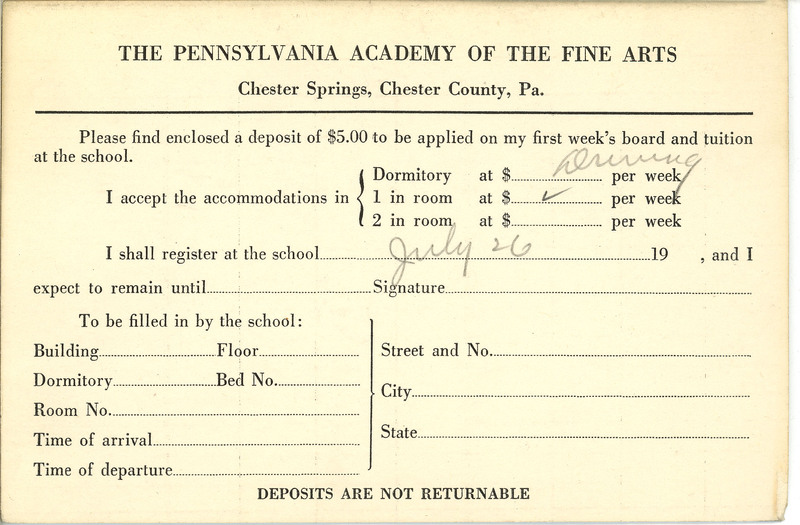 THE PENNSYLVANIA ACADEMY OF THE FINE ARTS
Chester Springs, Chester County, Pa.
Please find enclosed a deposit of $5.00 to be applied on my first week's board and tuition
at the school.
I accept the accommodations in
Dormitory at $ per week
1 in room at $ ✓ per week
2 in room at $ per week
I shall register at the school July 26 19 , and I
expect to remain until Signature
To be filled in by the school:
Building Floor
Dormitory Bed No.
Room No.
Time of arrival
Time of departure
Street and No.
City
State
DEPOSITS ARE NOT RETURNABLE